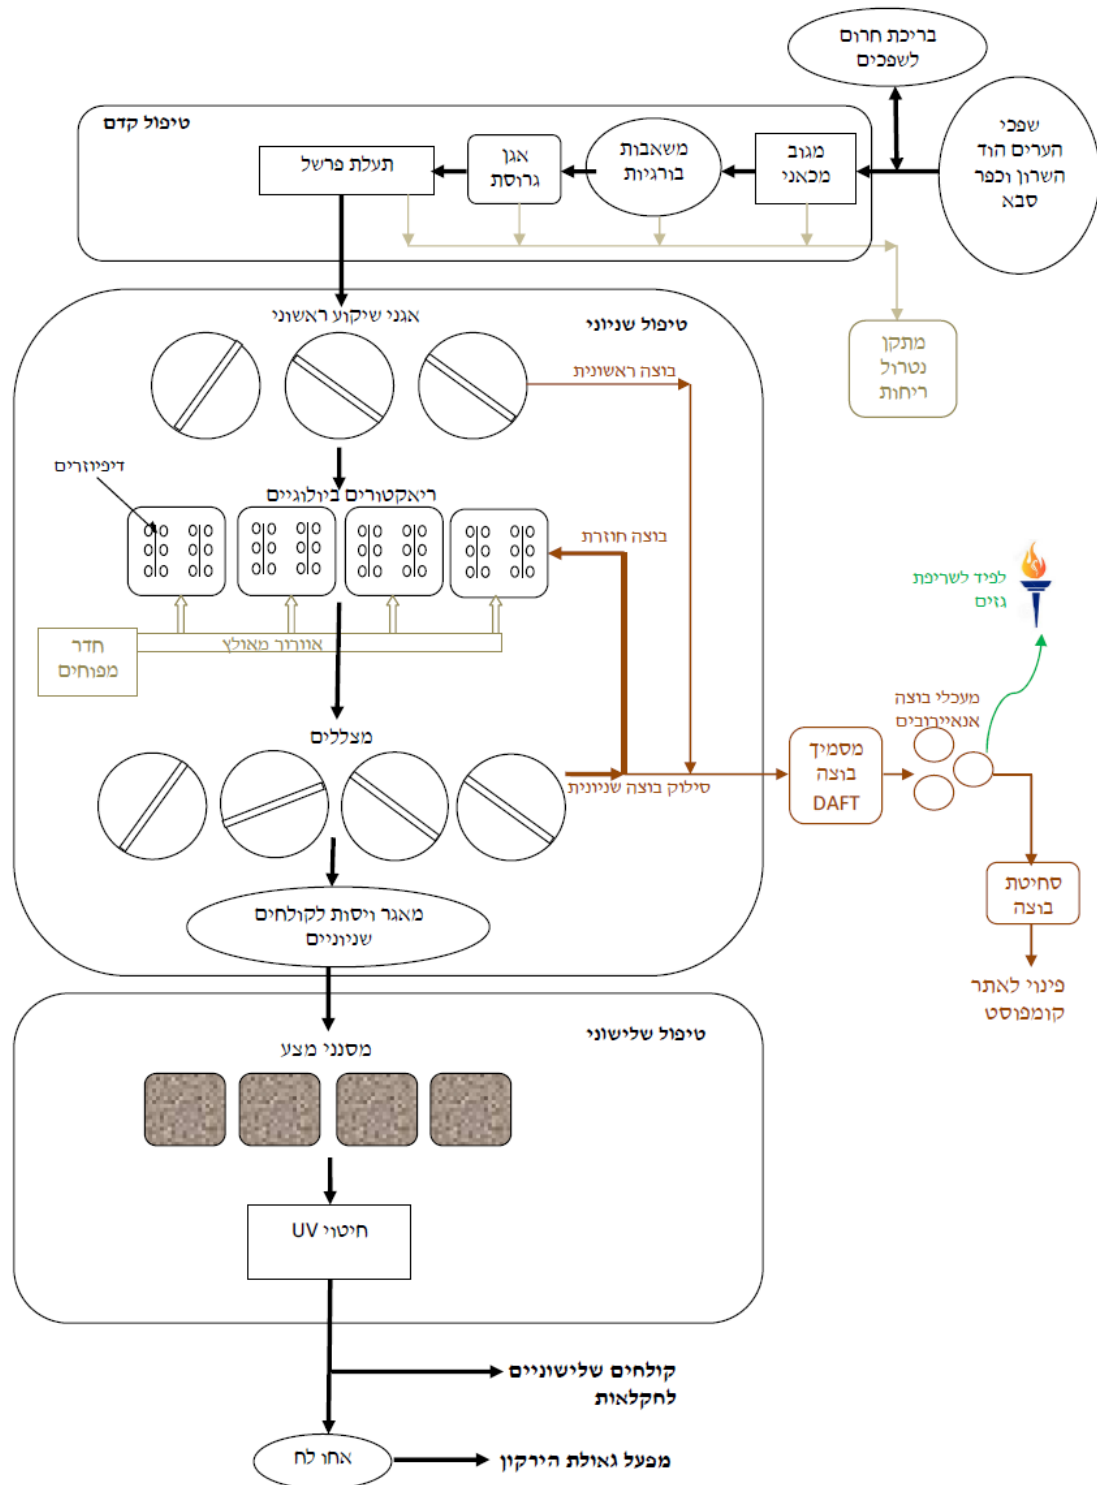 בריכת חרום
לשפכים
שפכי
הערים הוד
השרון וכפר
סבא
טיפול קדם
מגוב
מכאני
משאבות
בורגיות
אגן
גרוסת
תעלת פרשל
מתקן
נטרול
ריחות
טיפול שניוני
אגני שיקוע ראשוני
בוצה ראשונית
דיפיוזרים
ריאקטורים ביולוגיים
בוצה חוזרת
חדר
מפוחים
אוורור מאולץ
לפיד לשריפת
גזים
מצללים
סילוק בוצה שניונית
מסמיך
בוצה
DAFT
מעכלי בוצה
אנאיירובים
סחיטת
בוצה
פינוי לאתר
קומפוסט
מאגר ויסות לקולחים
שניוניים
טיפול שלישוני
מסנני מצע
חיטוי UV
קולחים שלישוניים
לחקלאות
אחו לח
מפעל גאולת הירקון